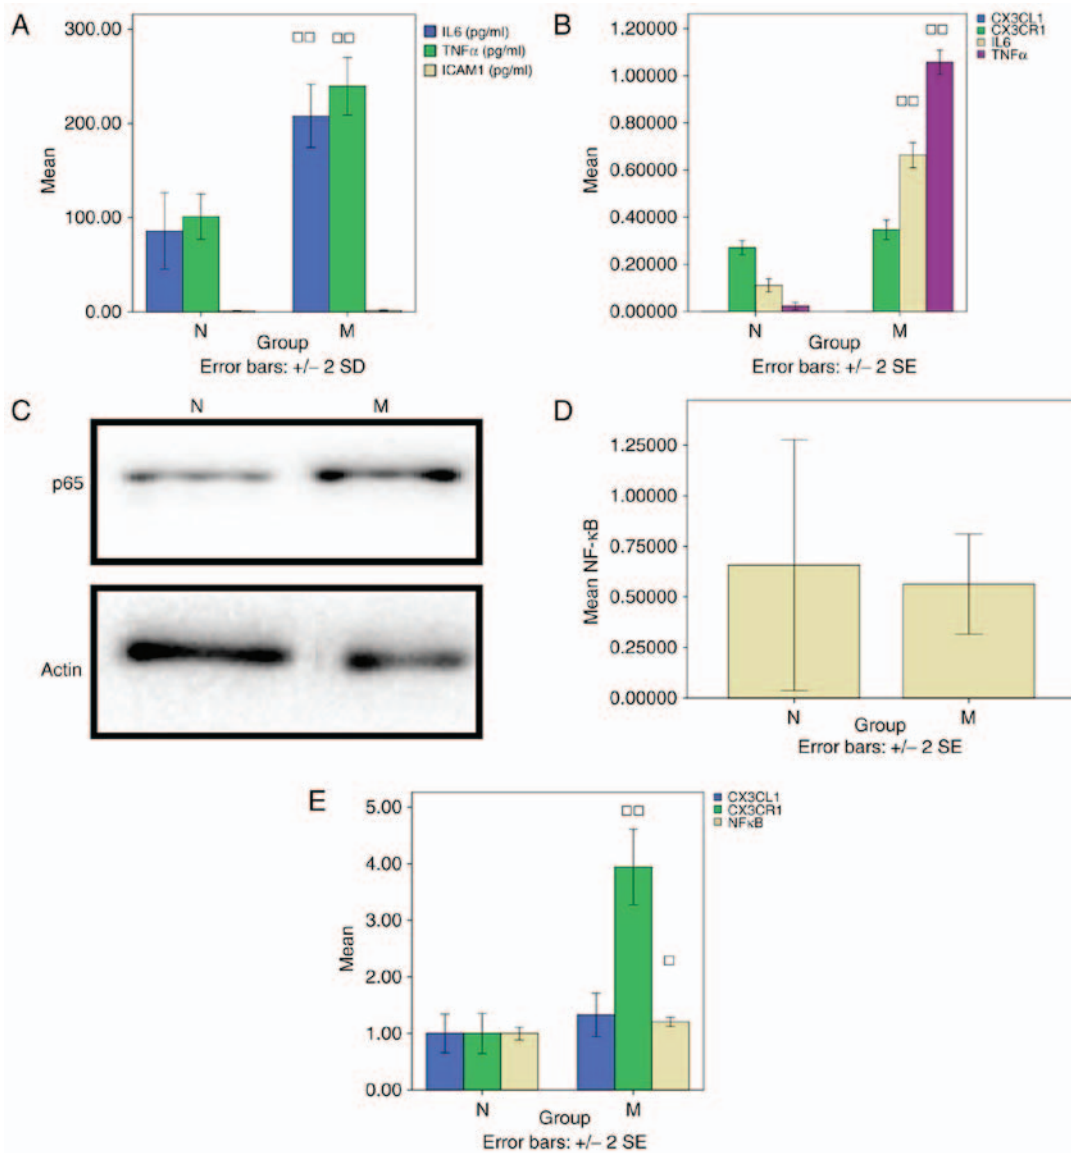 A
300.00
200.00
100.00
0.00
Mean
□□ □□
IL6 (pg/ml)
TNFα (pg/ml)
ICAM1 (pg/ml)
N M
Group
Error bars: +/− 2 SD
B
1.20000
1.00000
0.80000
0.60000
0.40000
0.20000
0.00000
Mean
□□
□□
CX3CL1
CX3CR1
IL6
TNFα
N M
Group
Error bars: +/− 2 SE
C
N M
p65
Actin
D
1.25000
1.00000
0.75000
0.50000
0.25000
0.00000
Mean NF-κB
N M
Group
Error bars: +/− 2 SE
E
5.00
4.00
3.00
2.00
1.00
0.00
Mean
□□
□
CX3CL1
CX3CR1
NFκB
N M
Group
Error bars: +/− 2 SE